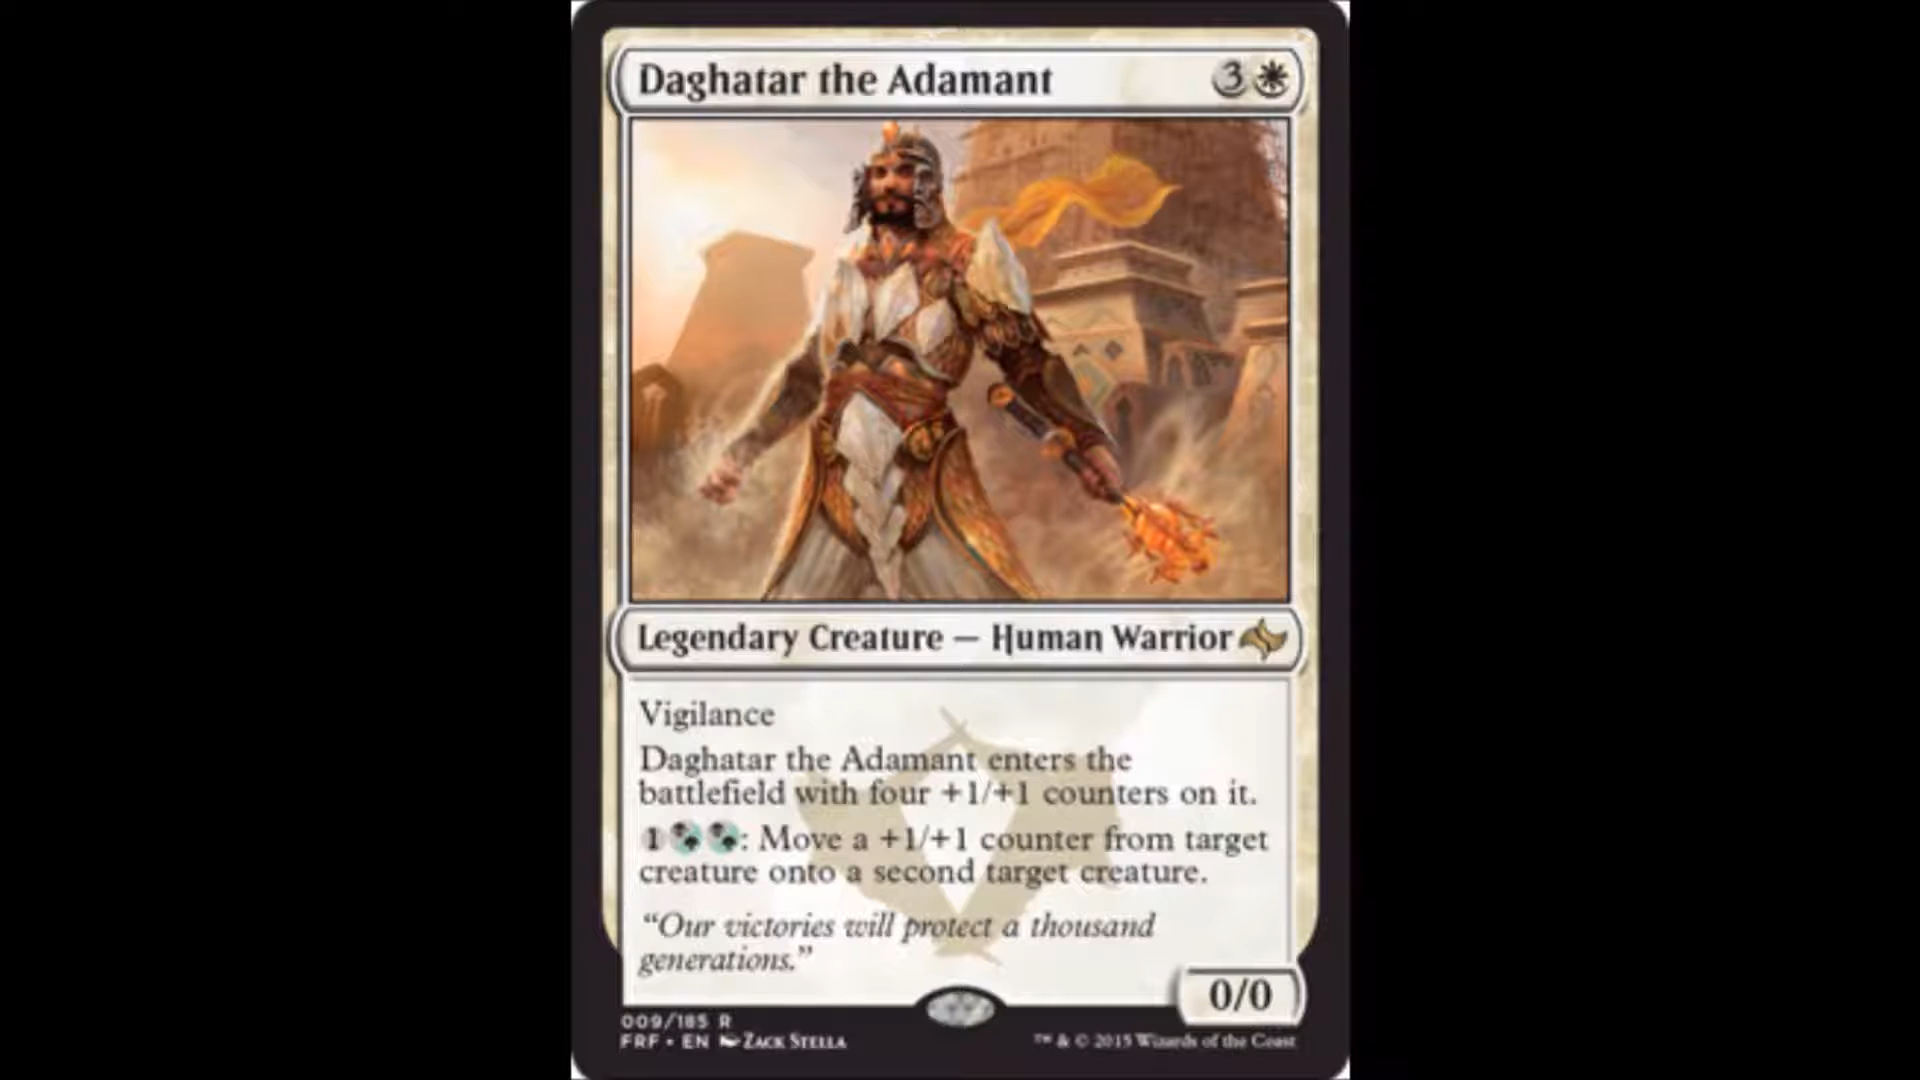 Daghatar the Adamant 3
Legendary Creature — Human Warrior
Vigilance
Daghatar the Adamant enters the
battlefield with four +1/+1 counters on it.
1 : Move a +1/+1 counter from target
creature onto a second target creature.
“Our victories will protect a thousand
generations.”
0/0
009/185 R
FRF • EN ZACK STELLA
™ & © 2015 Wizards of the Coast